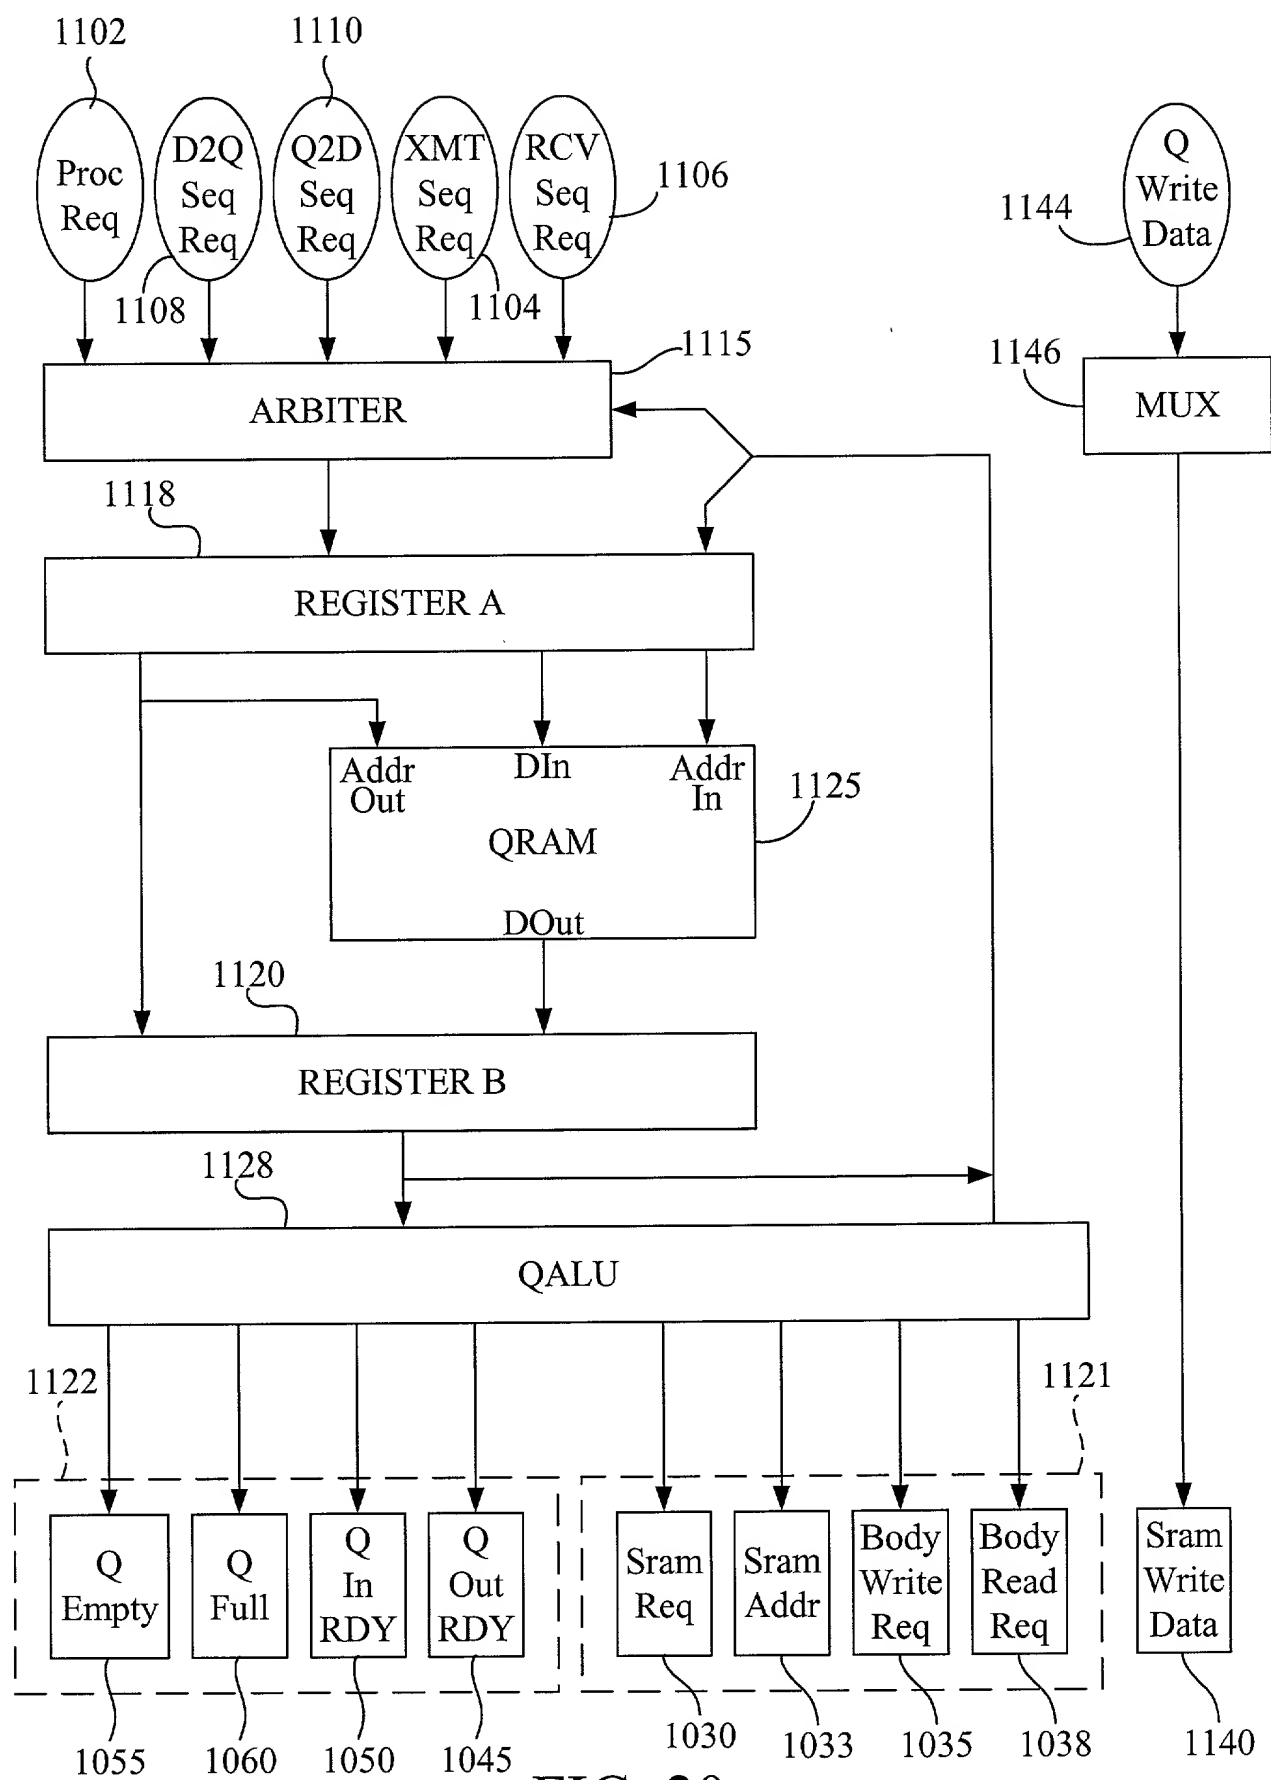 1102
1110
Proc
Req
D2Q
Seq
Req
Q2D
Seq
Req
XMT
Seq
Req
RCV
Seq
Req
1106
1108
1104
Q
Write
Data
1144
1115
1146
ARBITER
MUX
1118
REGISTER A
Addr
Out
DIn
Addr
In
1125
QRAM
DOut
1120
REGISTER B
1128
QALU
1122
1121
Q
Empty
Q
Full
Q
In
RDY
Q
Out
RDY
Sram
Req
Sram
Addr
Body
Write
Req
Body
Read
Req
Sram
Write
Data
1055
1060
1050
1045
1030
1033
1035
1038
1140